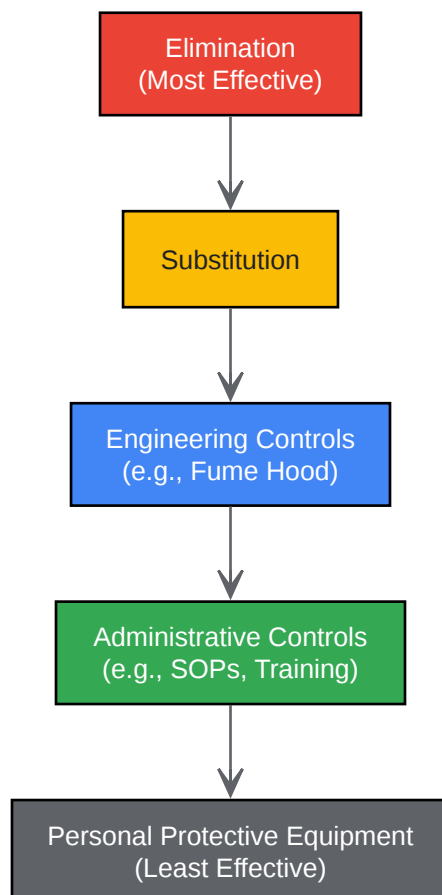 Elimination
(Most Effective)
Substitution
Engineering Controls
(e.g., Fume Hood)
Administrative Controls
(e.g., SOPs, Training)
Personal Protective Equipment
(Least Effective)